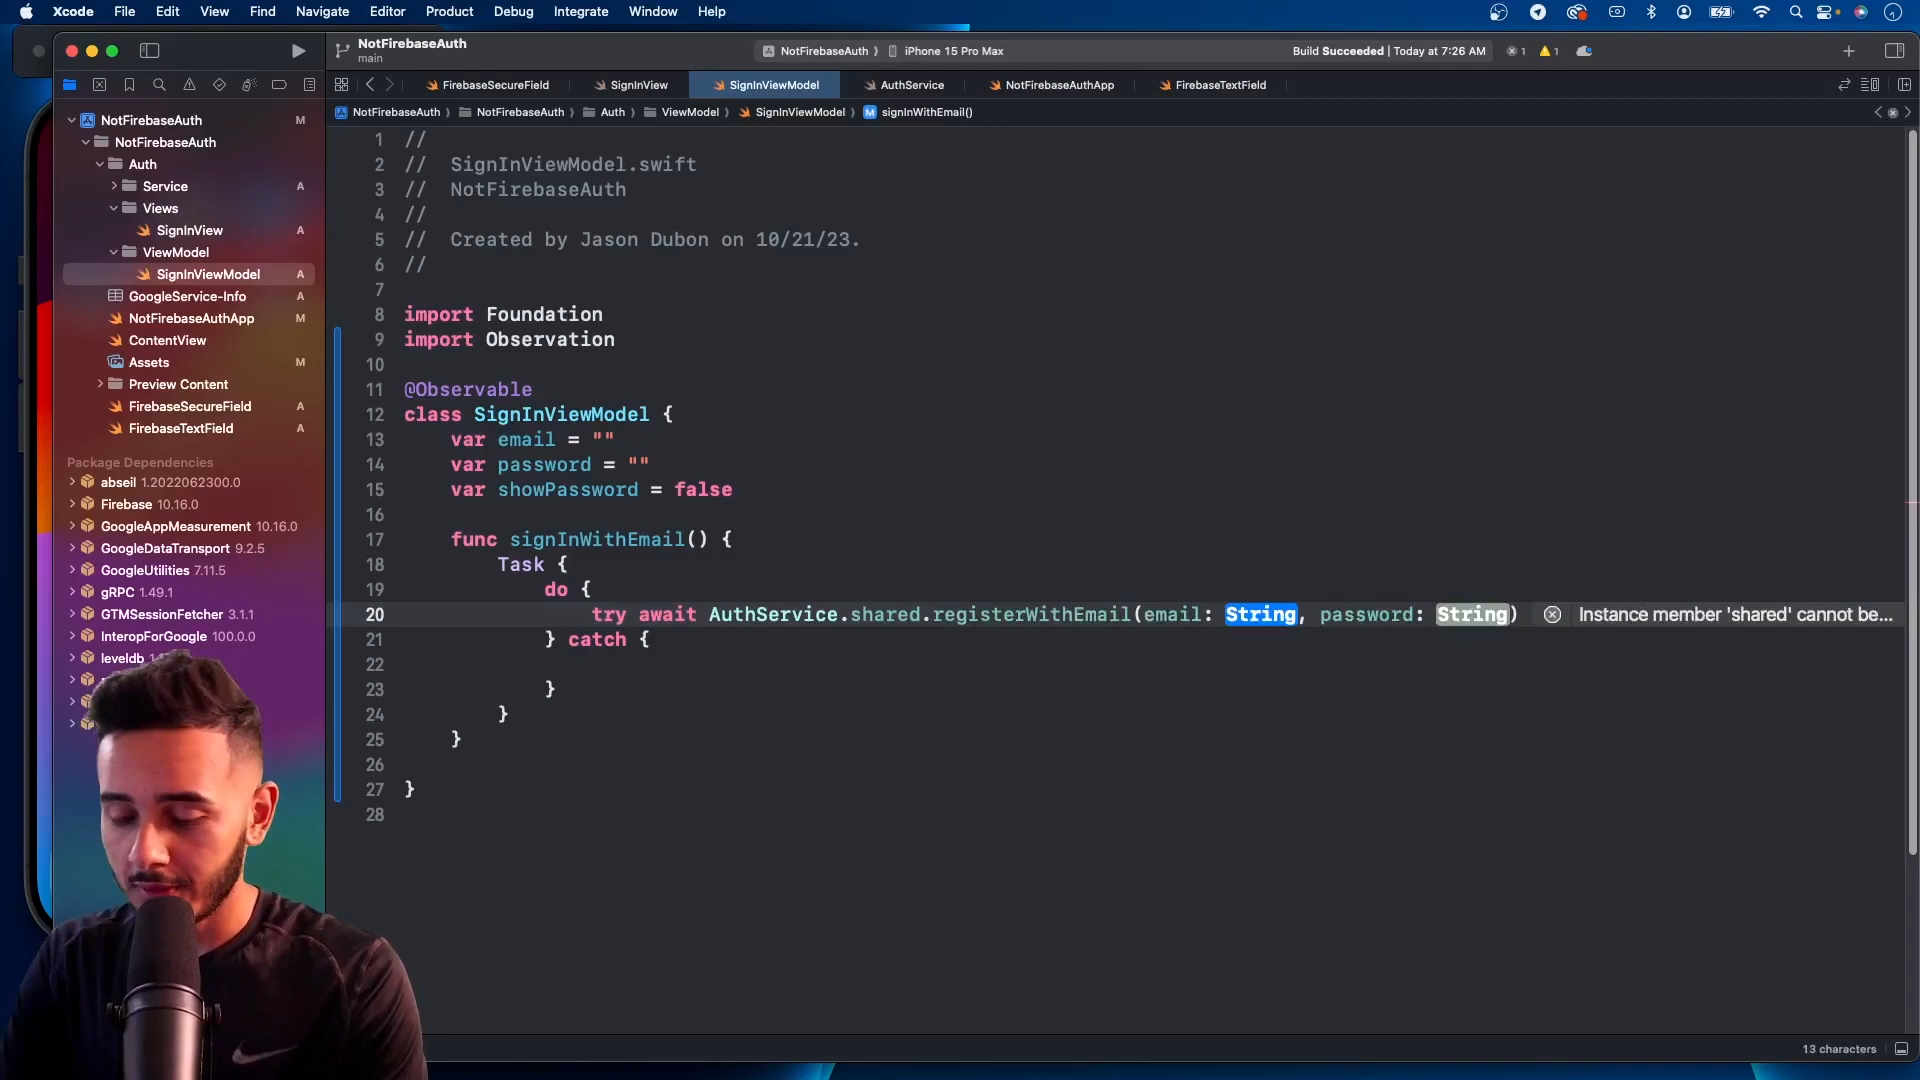 Xcode File Edit View Find Navigate Editor Product Debug Integrate Window Help
NotFirebaseAuth
main
NotFirebaseAuth iPhone 15 Pro Max
Build Succeeded | Today at 7:26 AM 1 1
FirebaseSecureField SignInView SignInViewModel AuthService NotFirebaseAuthApp FirebaseTextField
NotFirebaseAuth NotFirebaseAuth Auth ViewModel SignInViewModel M signInWithEmail()
NotFirebaseAuth M
NotFirebaseAuth
Auth
Service A
Views
SignInView A
ViewModel
SignInViewModel A
GoogleService-Info A
NotFirebaseAuthApp M
ContentView
Assets M
Preview Content
FirebaseSecureField A
FirebaseTextField A
Package Dependencies
abseil 1.2022062300.0
Firebase 10.16.0
GoogleAppMeasurement 10.16.0
GoogleDataTransport 9.2.5
GoogleUtilities 7.11.5
gRPC 1.49.1
GTMSessionFetcher 3.1.1
InteropForGoogle 100.0.0
leveldb
1 //
2 // SignInViewModel.swift
3 // NotFirebaseAuth
4 //
5 // Created by Jason Dubon on 10/21/23.
6 //
7
8 import Foundation
9 import Observation
10
11 @Observable
12 class SignInViewModel {
13 var email = ""
14 var password = ""
15 var showPassword = false
16
17 func signInWithEmail() {
18 Task {
19 do {
20 try await AuthService.shared.registerWithEmail(email: String, password: String) Instance member 'shared' cannot be...
21 } catch {
22
23 }
24 }
25 }
26
27 }
28
13 characters